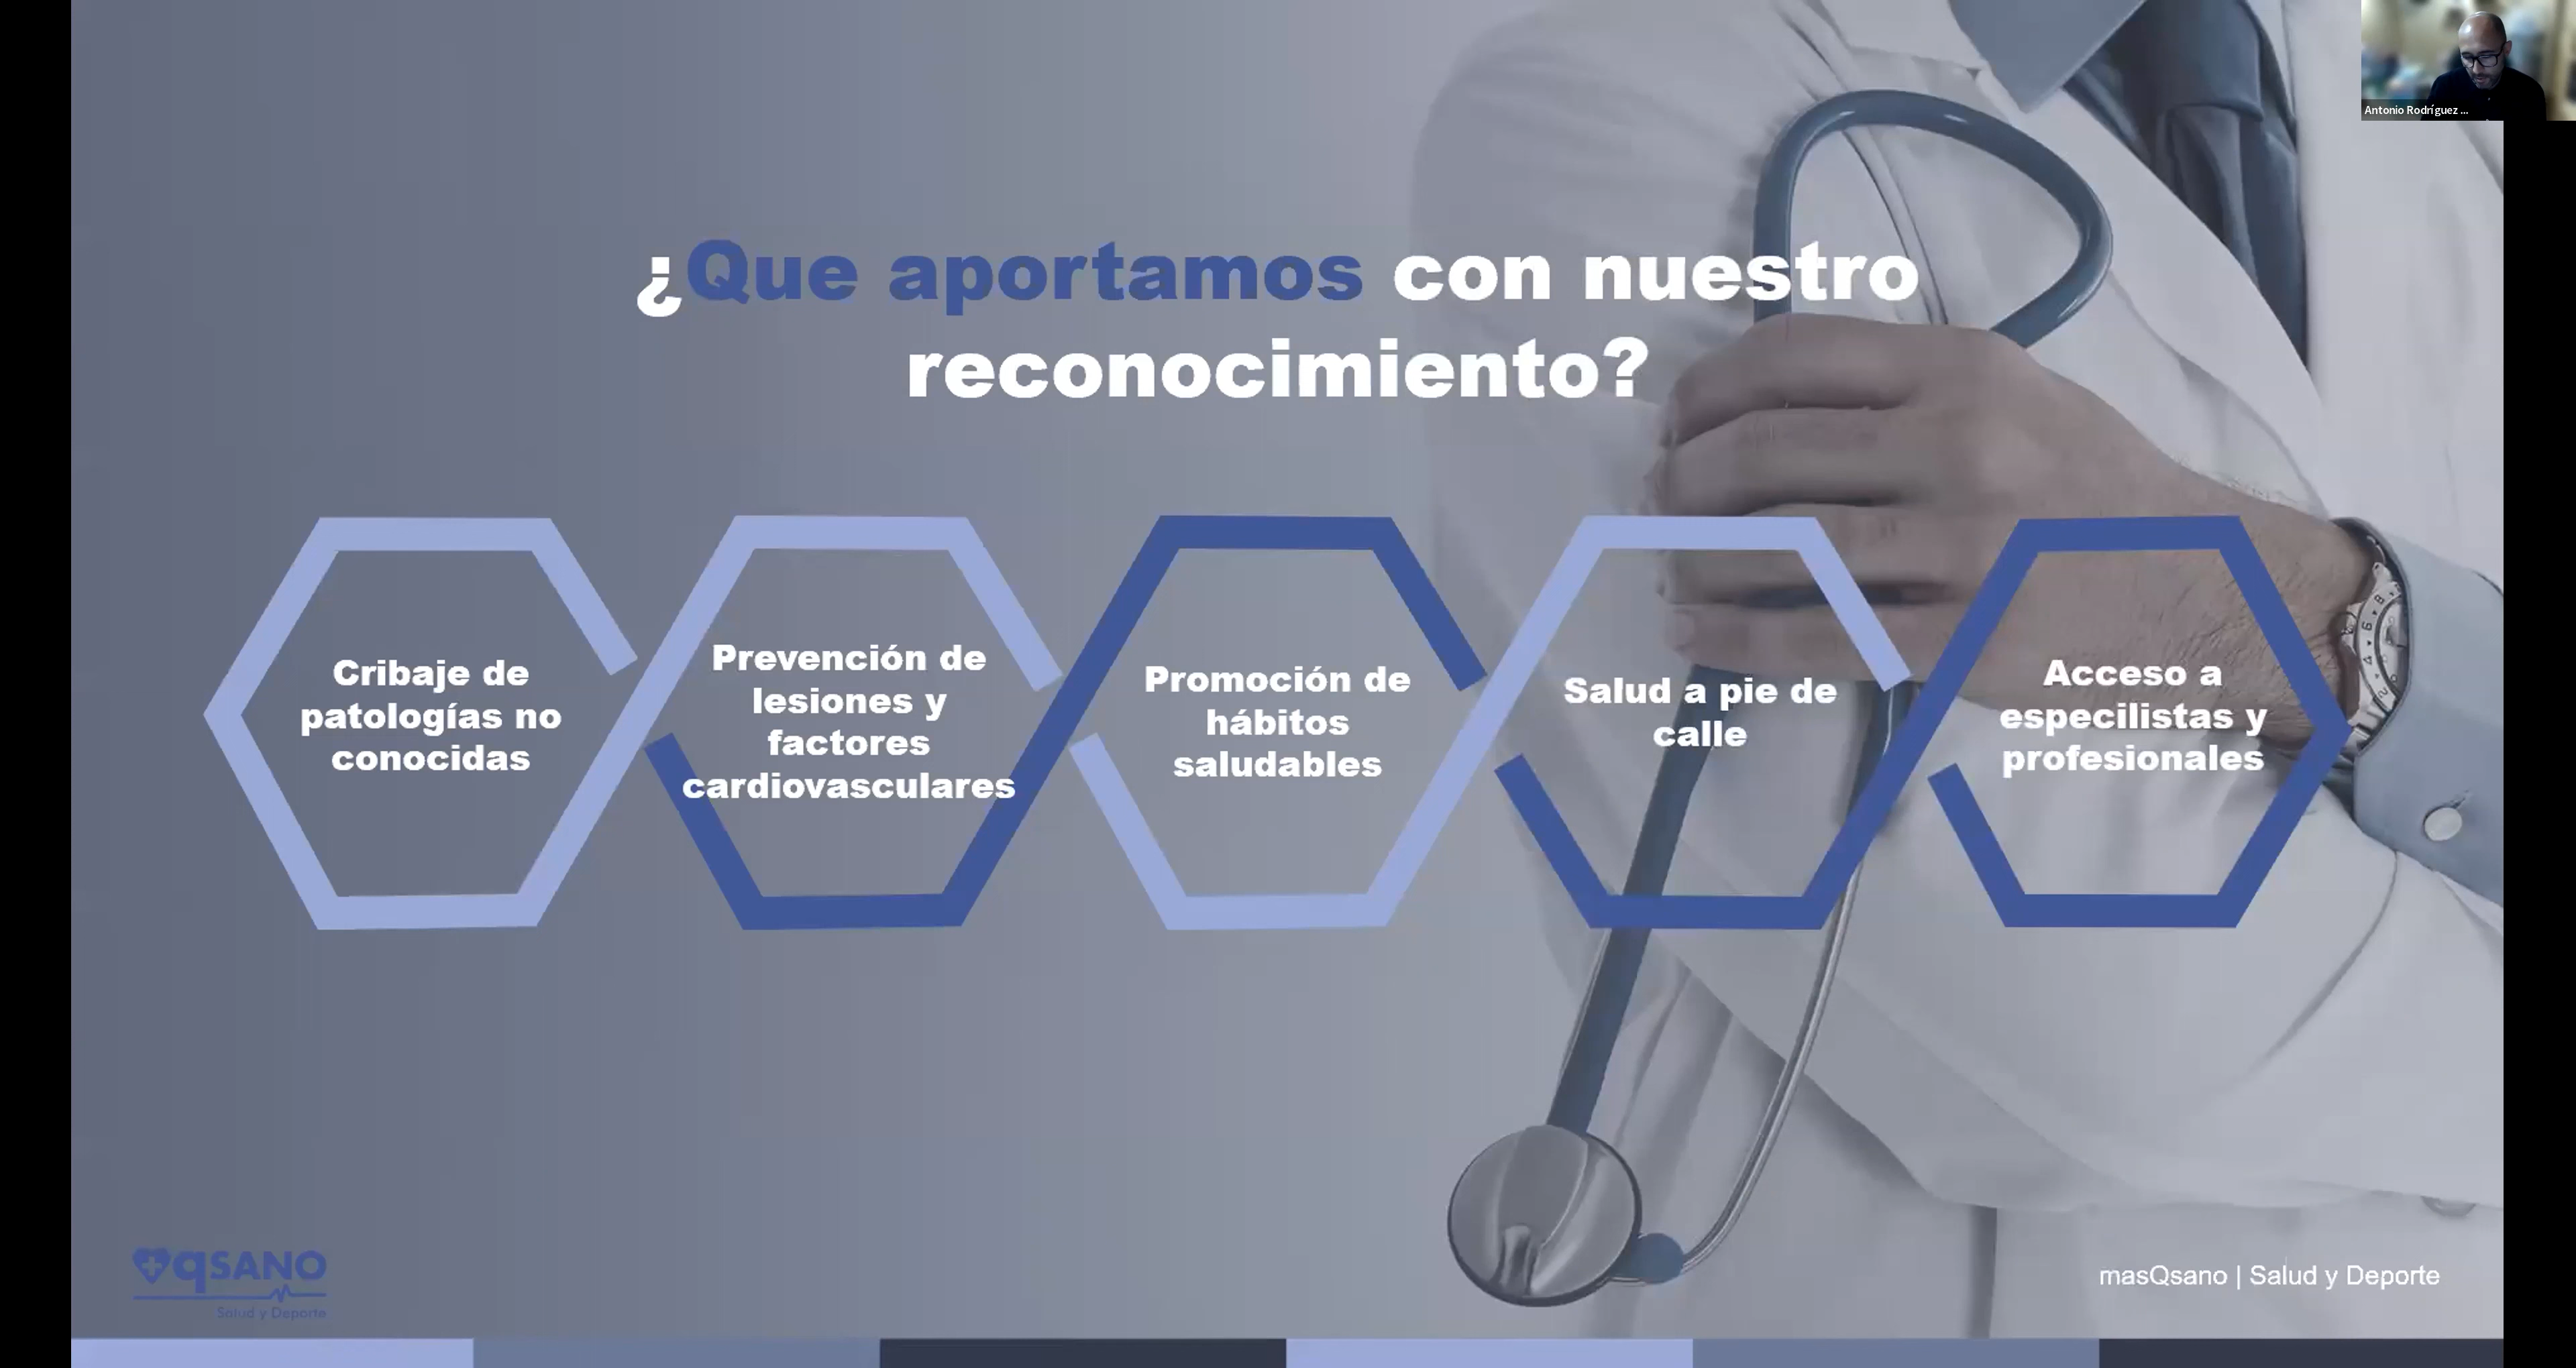 Antonio Rodríguez ...
¿Que aportamos con nuestro
reconocimiento?
Cribaje de
patologías no
conocidas
Prevención de
lesiones y
factores
cardiovasculares
Promoción de
hábitos
saludables
Salud a pie de
calle
Acceso a
especilistas y
profesionales
qSANO
Salud y Deporte
masQsano | Salud y Deporte